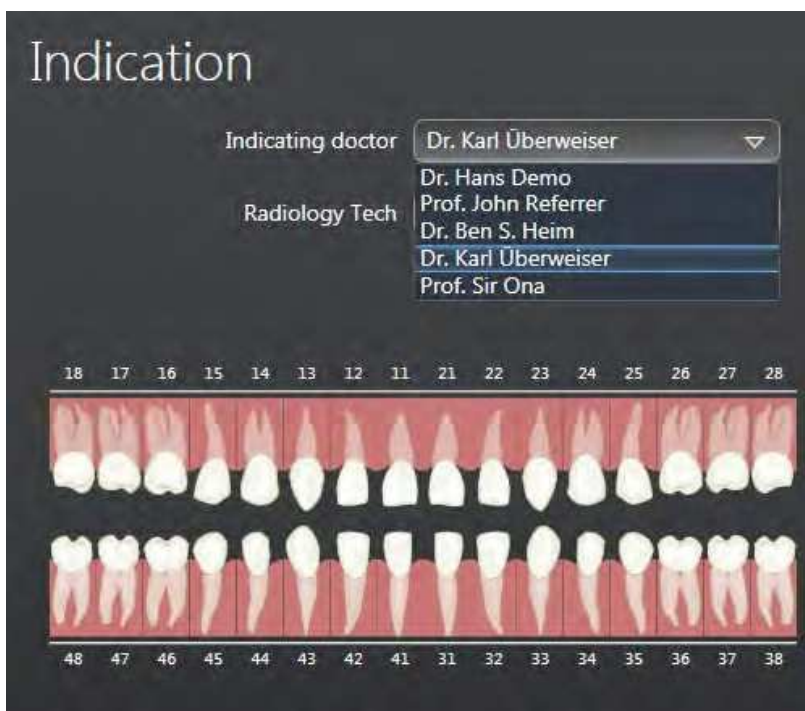 Indication
Indicating doctor Dr. Karl Überweiser
Dr. Hans Demo
Radiology Tech Prof. John Referrer
Dr. Ben S. Heim
Dr. Karl Überweiser
Prof. Sir Ona
18 17 16 15 14 13 12 11 21 22 23 24 25 26 27 28
48 47 46 45 44 43 42 41 31 32 33 34 35 36 37 38